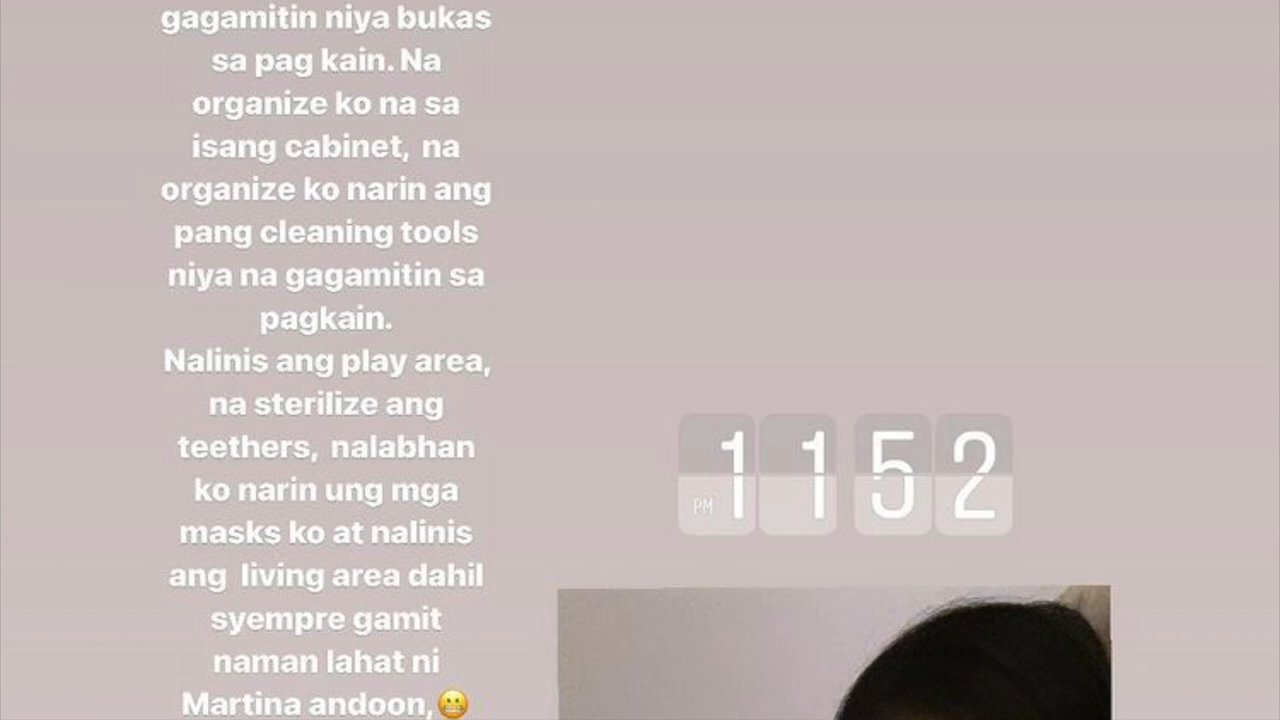 gagamitin niya bukas
sa pag kain. Na
organize ko na sa
isang cabinet, na
organize ko narin ang
pang cleaning tools
niya na gagamitin sa
pagkain.
Nalinis ang play area,
na sterilize ang
teethers, nalabhan
ko narin ung mga
masks ko at nalinis
ang living area dahil
syempre gamit
naman lahat ni
Martina andoon,😬
PM 11 52